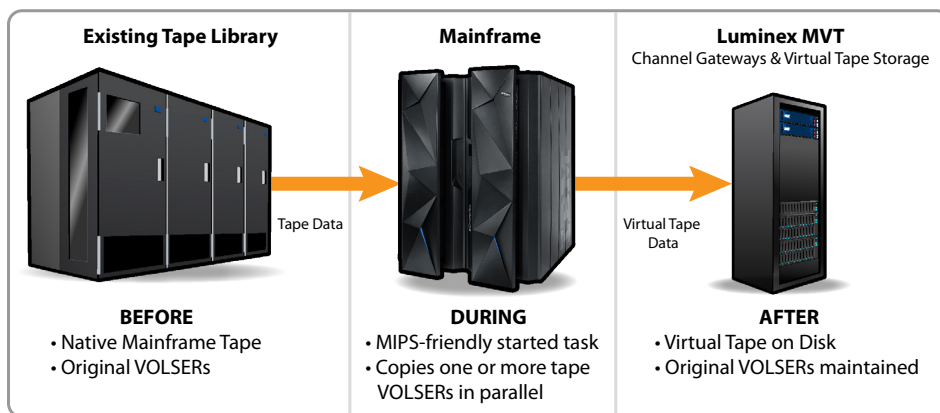 Existing Tape Library
Mainframe
Luminex MVT
Channel Gateways & Virtual Tape Storage
Tape Data
Virtual Tape
Data
BEFORE
• Native Mainframe Tape
• Original VOLSERs
DURING
• MIPS-friendly started task
• Copies one or more tape
VOLSERs in parallel
AFTER
• Virtual Tape on Disk
• Original VOLSERs maintained